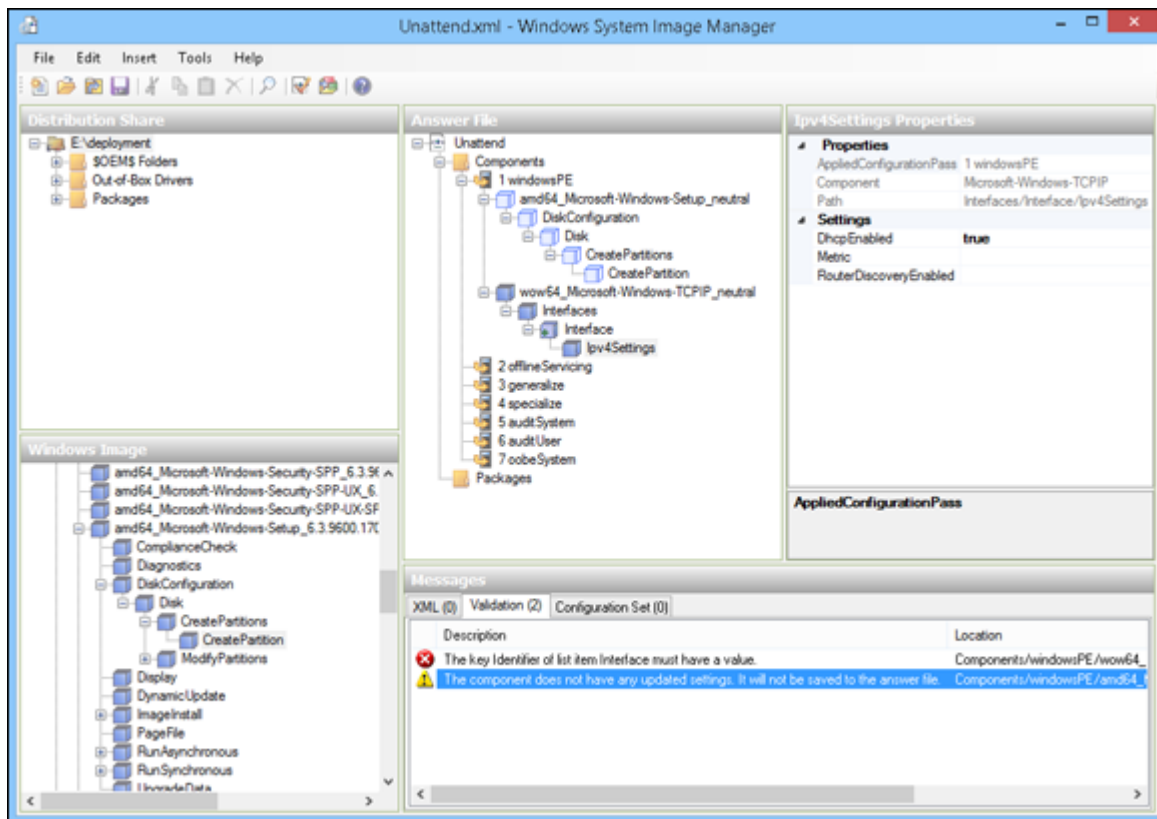 Unattend.xml - Windows System Image Manager
File Edit Insert Tools Help
Distribution Share
E:\deployment
$OEM$ Folders
Out-of-Box Drivers
Packages
Answer File
Unattend
Components
1 windowsPE
amd64_Microsoft-Windows-Setup_neutral
DiskConfiguration
Disk
CreatePartitions
CreatePartition
wow64_Microsoft-Windows-TCPIP_neutral
Interfaces
Interface
Ipv4Settings
2 offlineServicing
3 generalize
4 specialize
5 auditSystem
6 auditUser
7 oobeSystem
Packages
Ipv4Settings Properties
Properties
AppliedConfigurationPass 1 windowsPE
Component Microsoft-Windows-TCPIP
Path Interfaces/Interface/Ipv4Settings
Settings
DhcpEnabled true
Metric
RouterDiscoveryEnabled
AppliedConfigurationPass
Windows Image
amd64_Microsoft-Windows-Security-SPP_6.3.96
amd64_Microsoft-Windows-Security-SPP-UX_6.
amd64_Microsoft-Windows-Security-SPP-UX-SF
amd64_Microsoft-Windows-Setup_6.3.9600.170
ComplianceCheck
Diagnostics
DiskConfiguration
Disk
CreatePartitions
CreatePartition
ModifyPartitions
Display
DynamicUpdate
ImageInstall
PageFile
RunAsynchronous
RunSynchronous
UpgradeData
Messages
XML (0) Validation (2) Configuration Set (0)
Description Location
The key Identifier of list item Interface must have a value. Components/windowsPE/wow64_
The component does not have any updated settings. It will not be saved to the answer file. Components/windowsPE/amd64_